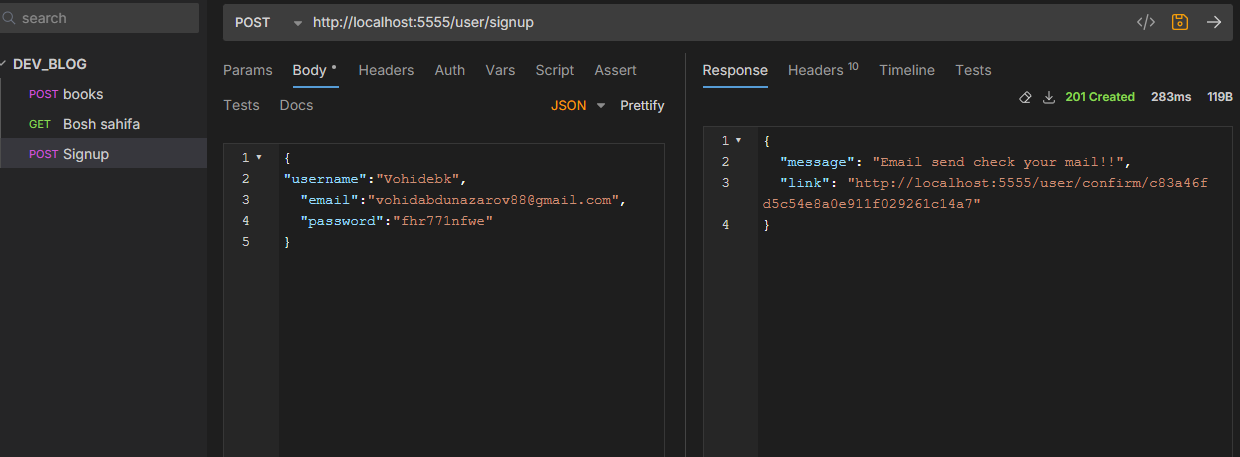 search
DEV_BLOG
POST books
GET Bosh sahifa
POST Signup
POST http://localhost:5555/user/signup
Params Body Headers Auth Vars Script Assert
Tests Docs JSON Prettify
1 {
2 "username":"Vohidebk",
3 "email":"vohidabdunazarov88@gmail.com",
4 "password":"fhr771nfwe"
5 }
Response Headers 10 Timeline Tests
201 Created 283ms 119B
1 {
2 "message": "Email send check your mail!!",
3 "link": "http://localhost:5555/user/confirm/c83a46f
d5c54e8a0e911f029261c14a7"
4 }